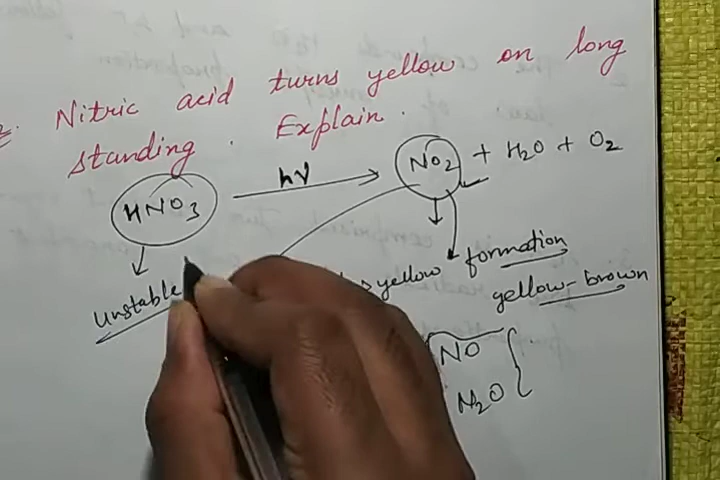 Nitric acid turns yellow on long
standing. Explain.
HNO3 hν NO2 + H2O + O2
Unstable yellow formation
yellow-brown
NO
N2O